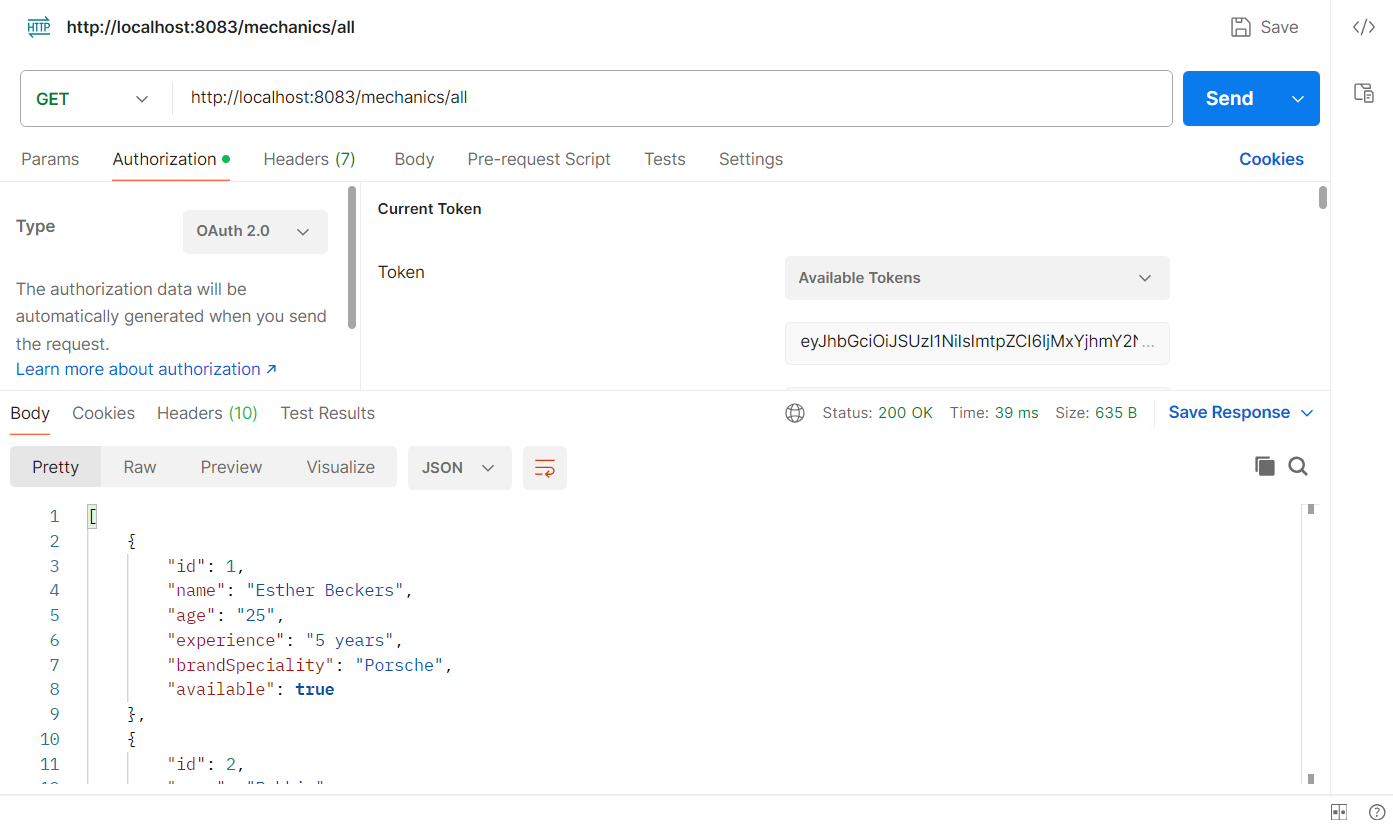 HTTP http://localhost:8083/mechanics/all Save </>
GET http://localhost:8083/mechanics/all Send
Params Authorization Headers (7) Body Pre-request Script Tests Settings Cookies
Type OAuth 2.0
The authorization data will be
automatically generated when you send
the request.
Learn more about authorization ↗
Current Token
Token Available Tokens
eyJhbGciOiJSUzI1NiIsImtpZCI6IjMxYjhmY2N...
Body Cookies Headers (10) Test Results Status: 200 OK Time: 39 ms Size: 635 B Save Response
Pretty Raw Preview Visualize JSON
1 [
2 {
3 "id": 1,
4 "name": "Esther Beckers",
5 "age": "25",
6 "experience": "5 years",
7 "brandSpeciality": "Porsche",
8 "available": true
9 },
10 {
11 "id": 2,